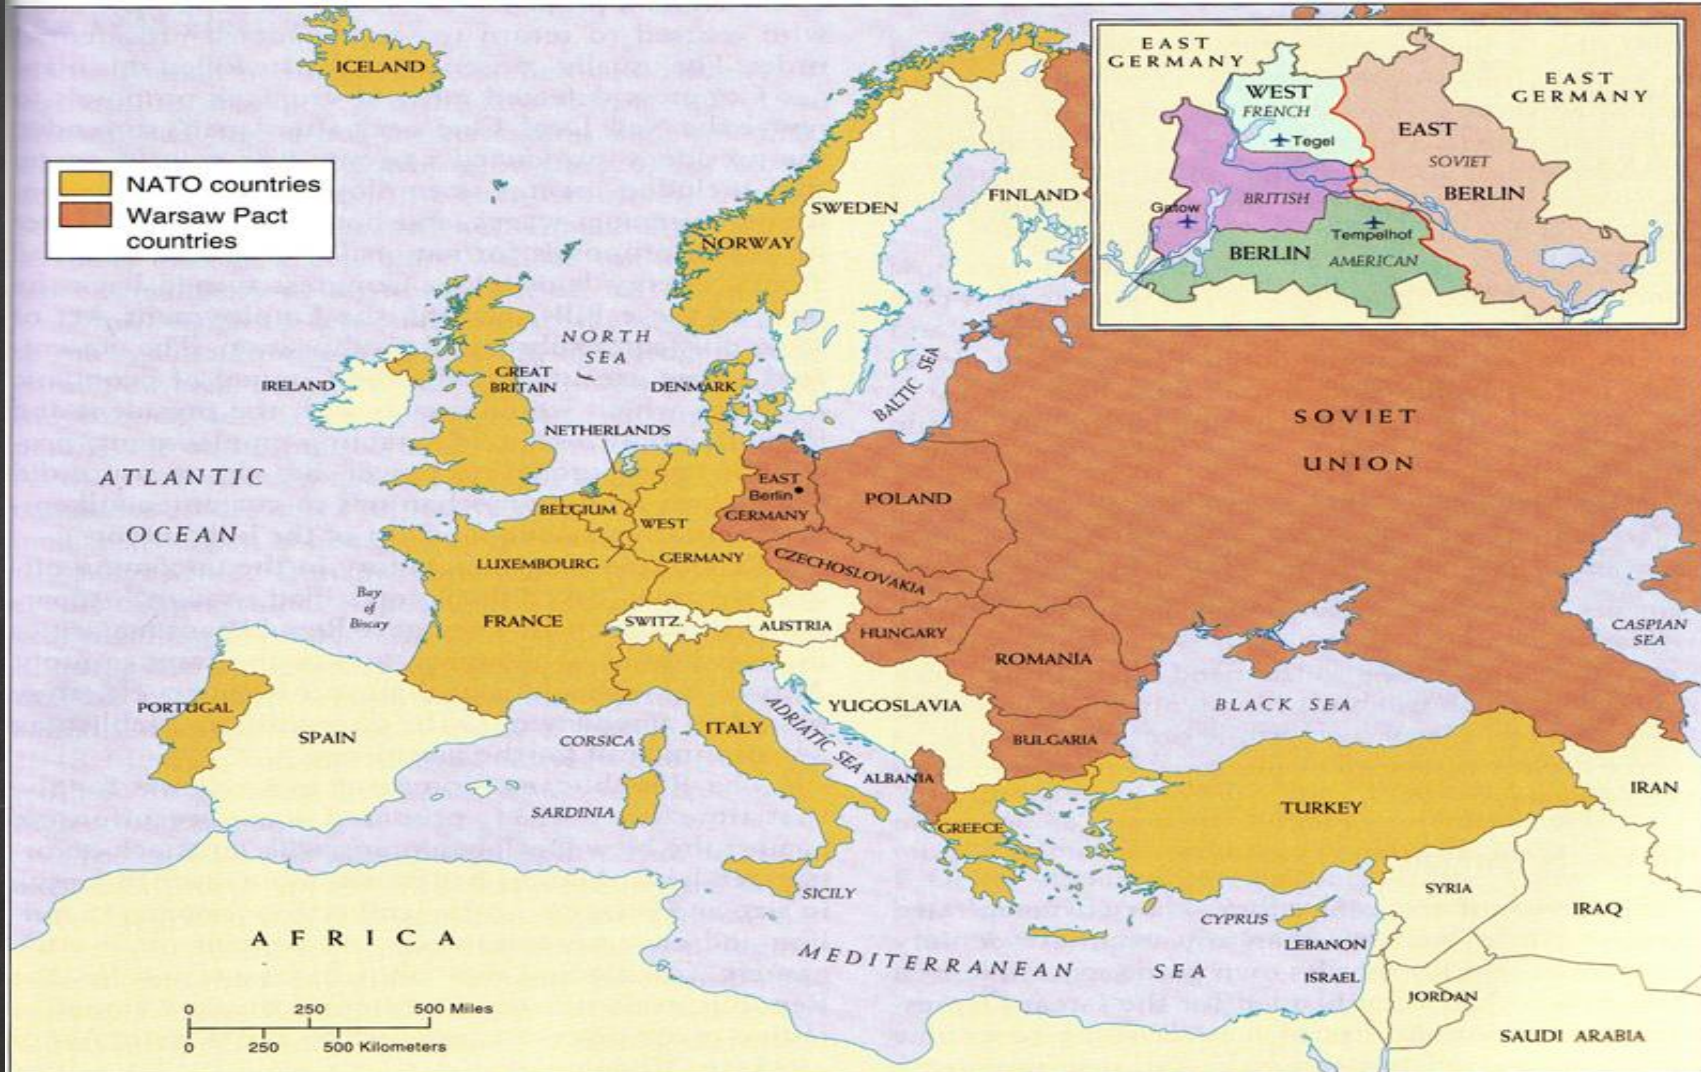 ICELAND
NATO countries
Warsaw Pact
countries
EAST
GERMANY
WEST
FRENCH
Tegel
EAST
GERMANY
EAST
SOVIET
BERLIN
BRITISH
Gatow
Tempelhof
BERLIN
AMERICAN
FINLAND
SWEDEN
NORWAY
NORTH
SEA
BALTIC SEA
IRELAND
GREAT
BRITAIN
DENMARK
NETHERLANDS
SOVIET
UNION
ATLANTIC
OCEAN
EAST
Berlin
GERMANY
POLAND
BELGIUM
WEST
GERMANY
LUXEMBOURG
CZECHOSLOVAKIA
Bay
of
Biscay
FRANCE
SWITZ.
AUSTRIA
HUNGARY
ROMANIA
CASPIAN
SEA
PORTUGAL
SPAIN
CORSICA
ITALY
ADRIATIC SEA
YUGOSLAVIA
BLACK SEA
BULGARIA
ALBANIA
SARDINIA
GREECE
TURKEY
IRAN
SICILY
SYRIA
IRAQ
CYPRUS
LEBANON
ISRAEL
JORDAN
SAUDI ARABIA
AFRICA
MEDITERRANEAN SEA
0 250 500 Miles
0 250 500 Kilometers